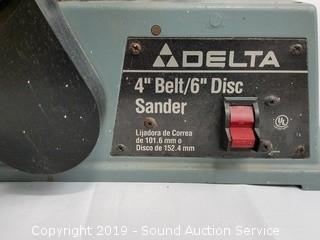 DELTA
4" Belt/6" Disc
Sander
Lijadora de Correa
de 101.6 mm o
Disco de 152.4 mm
UL
Copyright 2019 - Sound Auction Service